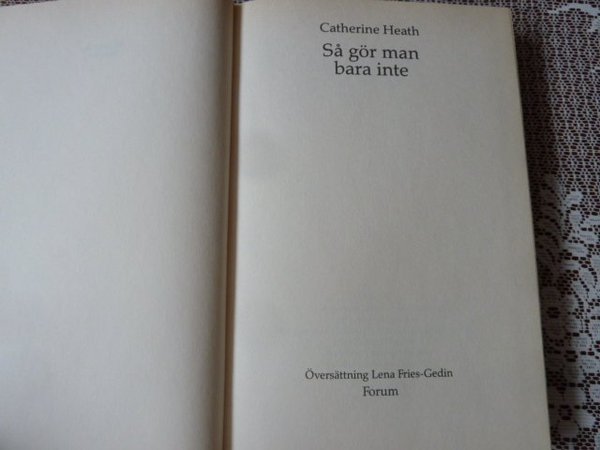 Catherine Heath
Så gör man
bara inte
Översättning Lena Fries-Gedin
Forum